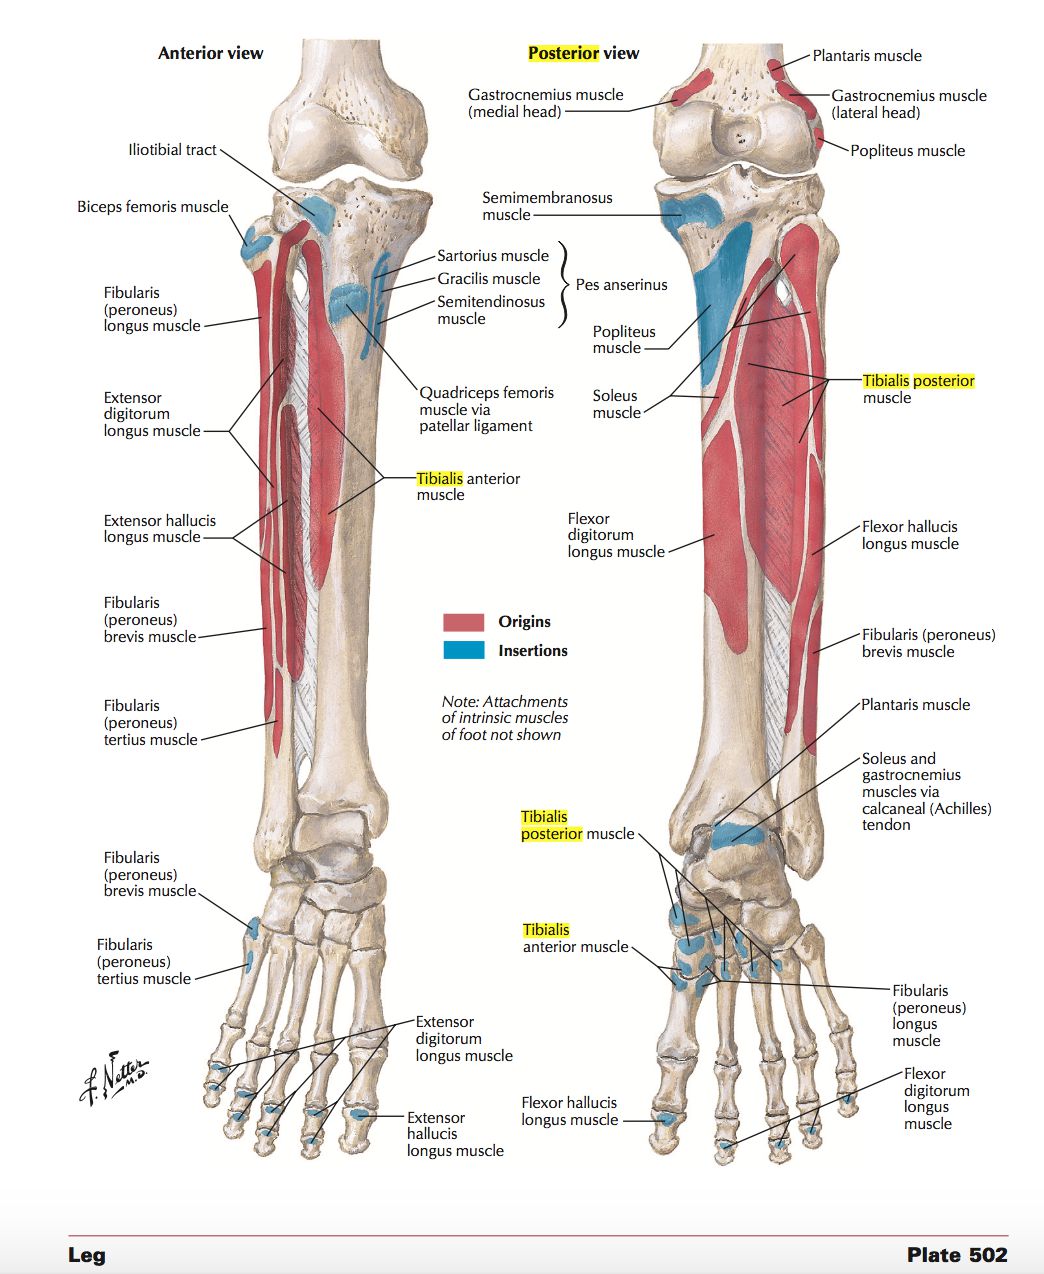 Anterior view
Iliotibial tract
Biceps femoris muscle
Fibularis
(peroneus)
longus muscle
Extensor
digitorum
longus muscle
Extensor hallucis
longus muscle
Fibularis
(peroneus)
brevis muscle
Fibularis
(peroneus)
tertius muscle
Fibularis
(peroneus)
brevis muscle
Fibularis
(peroneus)
tertius muscle
Sartorius muscle
Gracilis muscle
Semitendinosus
muscle
Pes anserinus
Quadriceps femoris
muscle via
patellar ligament
Tibialis anterior
muscle
Origins
Insertions
Note: Attachments
of intrinsic muscles
of foot not shown
Extensor
digitorum
longus muscle
Extensor
hallucis
longus muscle
F. Netter
M.D.
Posterior view
Gastrocnemius muscle
(medial head)
Semimembranosus
muscle
Popliteus
muscle
Soleus
muscle
Flexor
digitorum
longus muscle
Tibialis
posterior muscle
Tibialis
anterior muscle
Flexor hallucis
longus muscle
Plantaris muscle
Gastrocnemius muscle
(lateral head)
Popliteus muscle
Tibialis posterior
muscle
Flexor hallucis
longus muscle
Fibularis (peroneus)
brevis muscle
Plantaris muscle
Soleus and
gastrocnemius
muscles via
calcaneal (Achilles)
tendon
Fibularis
(peroneus)
longus
muscle
Flexor
digitorum
longus
muscle
Leg
Plate 502